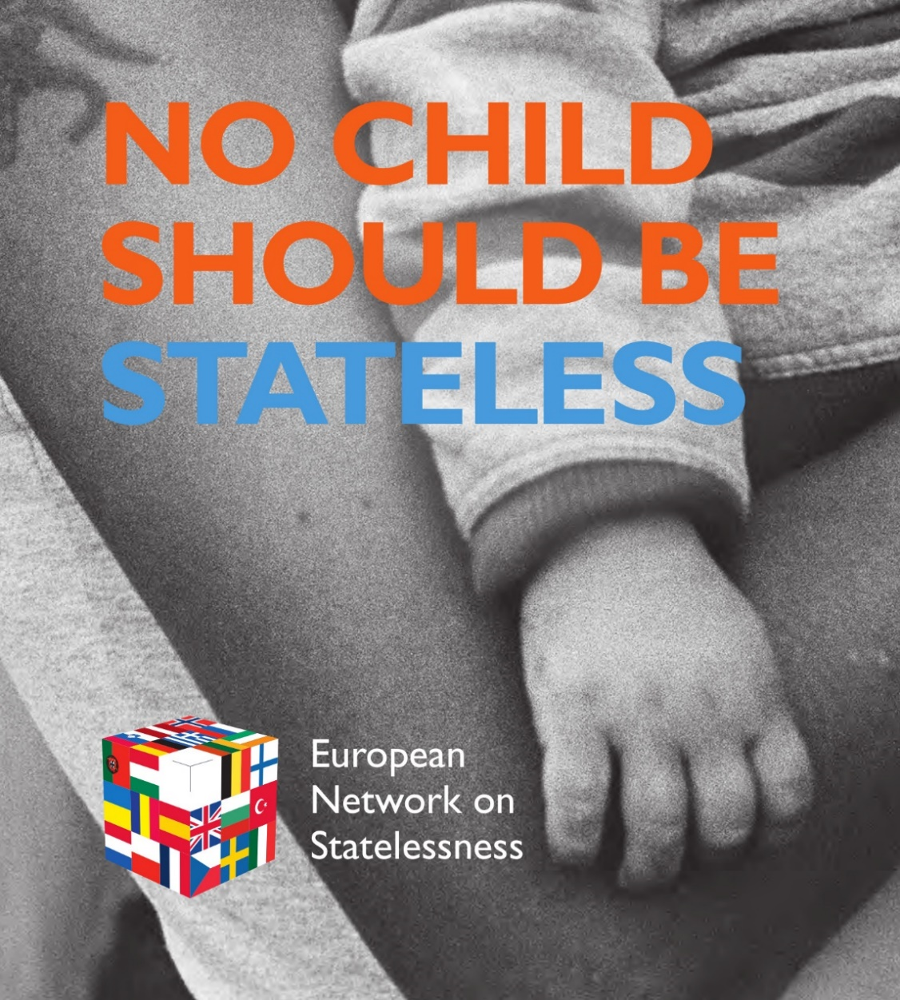 NO CHILD
SHOULD BE
STATELESS
European
Network on
Statelessness